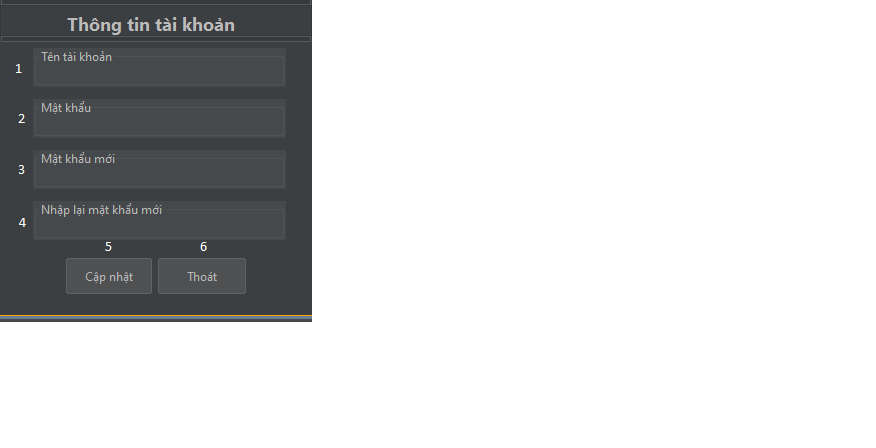 Thông tin tài khoản
1 Tên tài khoản
2 Mật khẩu
3 Mật khẩu mới
4 Nhập lại mật khẩu mới
5 6
Cập nhật Thoát